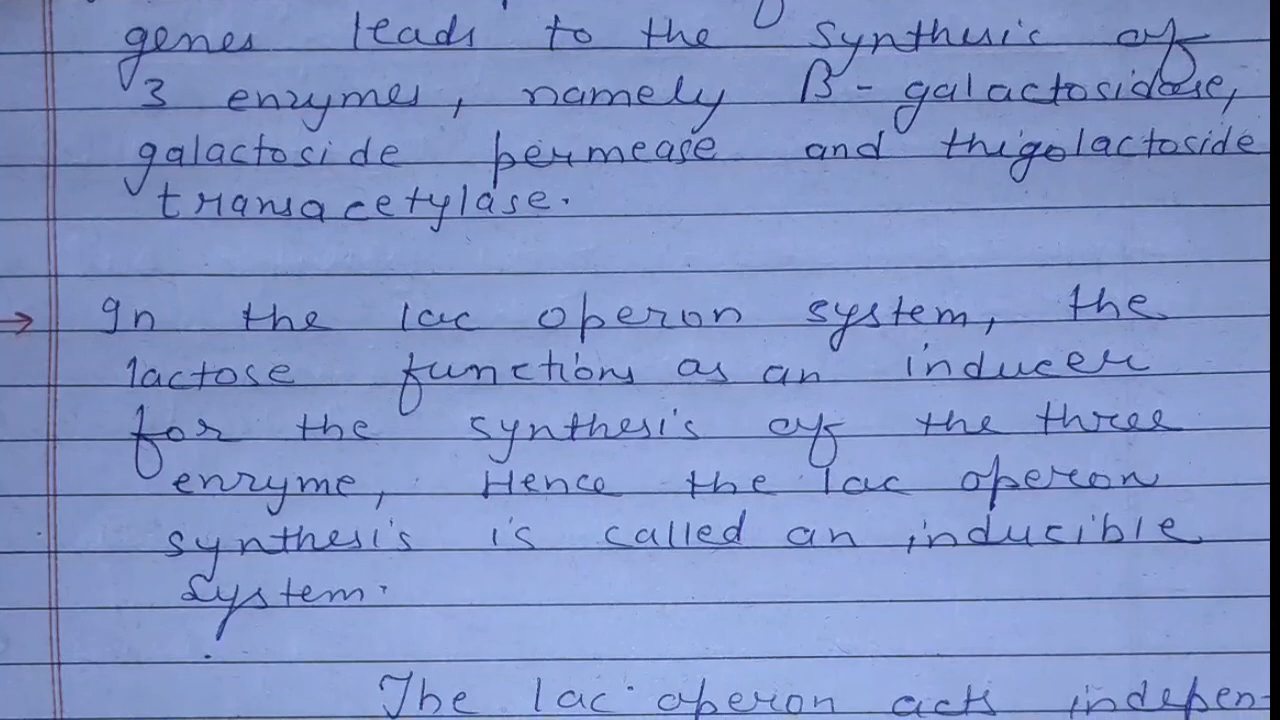 genes leads to the synthesis of
3 enzymes, namely β-galactosidase,
galactoside permease and thigolactoside
transacetylase.
→ In the lac operon system, the
lactose functions as an inducer
for the synthesis of the three
enzyme, Hence the lac operon
synthesis is called an inducible
system.
The lac operon acts indepen-